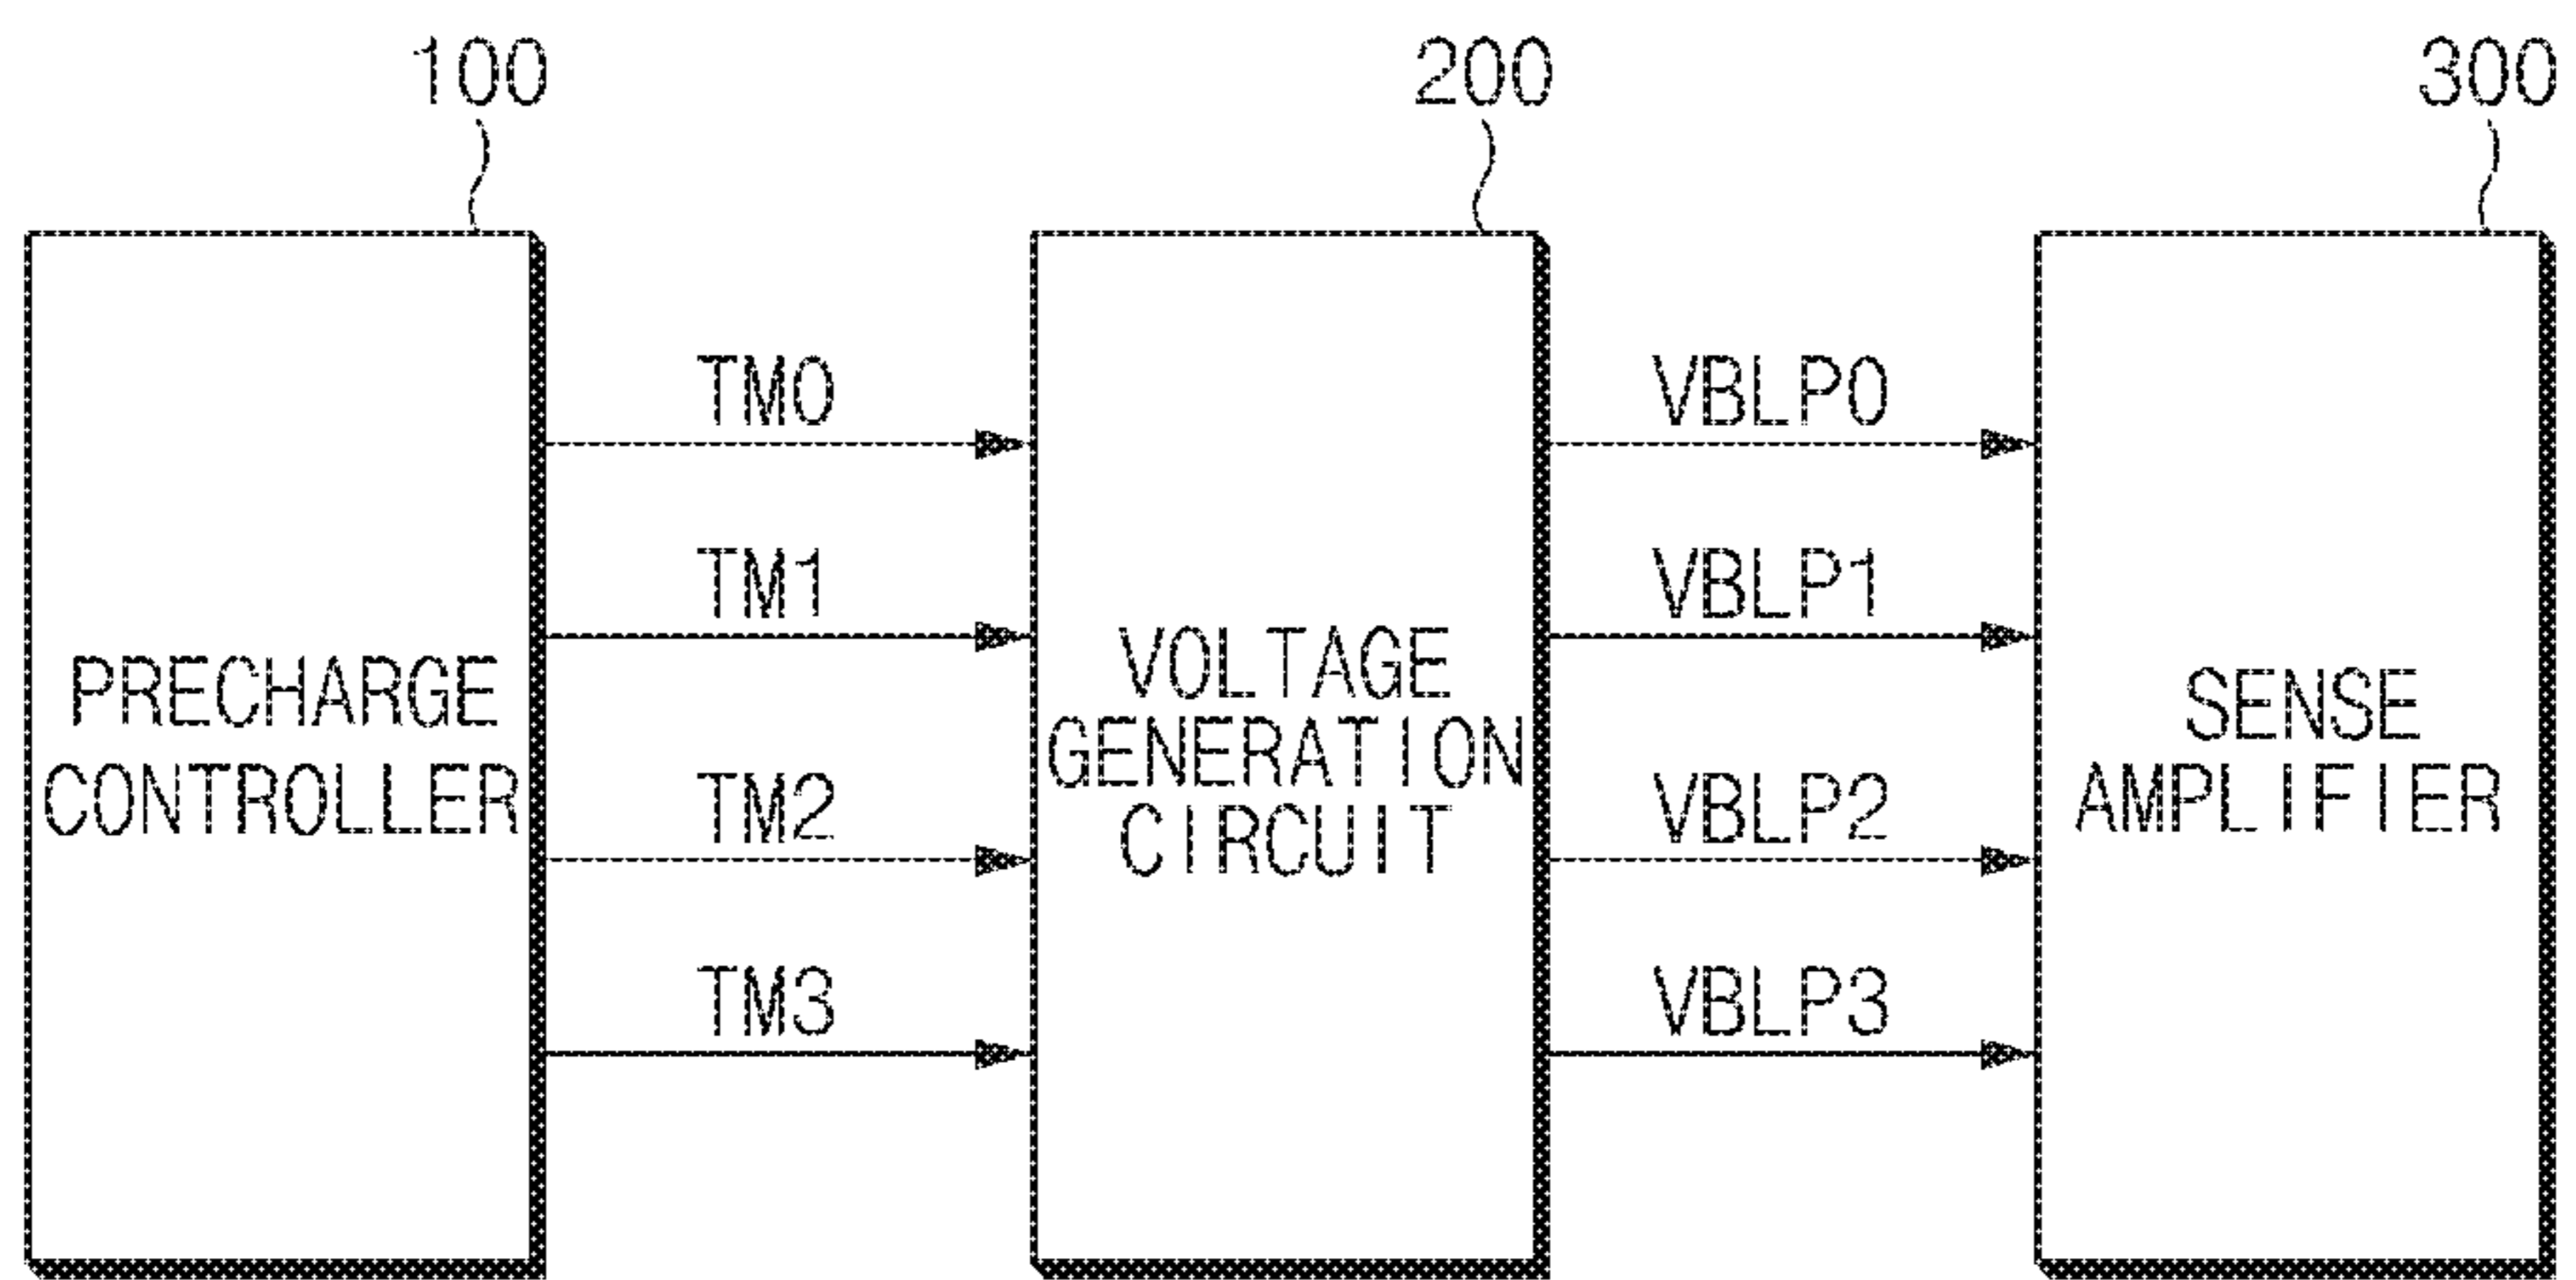 100
200
300
PRECHARGE
CONTROLLER
TM0
TM1
TM2
TM3
VOLTAGE
GENERATION
CIRCUIT
VBLP0
VBLP1
VBLP2
VBLP3
SENSE
AMPLIFIER